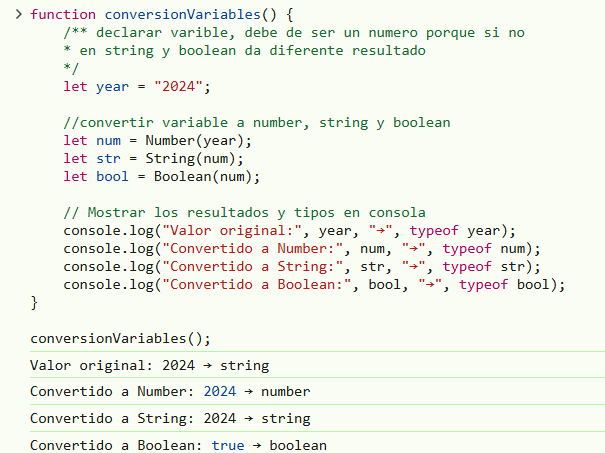 function conversionVariables() {
/** declarar varible, debe de ser un numero porque si no
* en string y boolean da diferente resultado
*/
let year = "2024";
//convertir variable a number, string y boolean
let num = Number(year);
let str = String(num);
let bool = Boolean(num);
// Mostrar los resultados y tipos en consola
console.log("Valor original:", year, "→", typeof year);
console.log("Convertido a Number:", num, "→", typeof num);
console.log("Convertido a String:", str, "→", typeof str);
console.log("Convertido a Boolean:", bool, "→", typeof bool);
}
conversionVariables();
Valor original: 2024 → string
Convertido a Number: 2024 → number
Convertido a String: 2024 → string
Convertido a Boolean: true → boolean